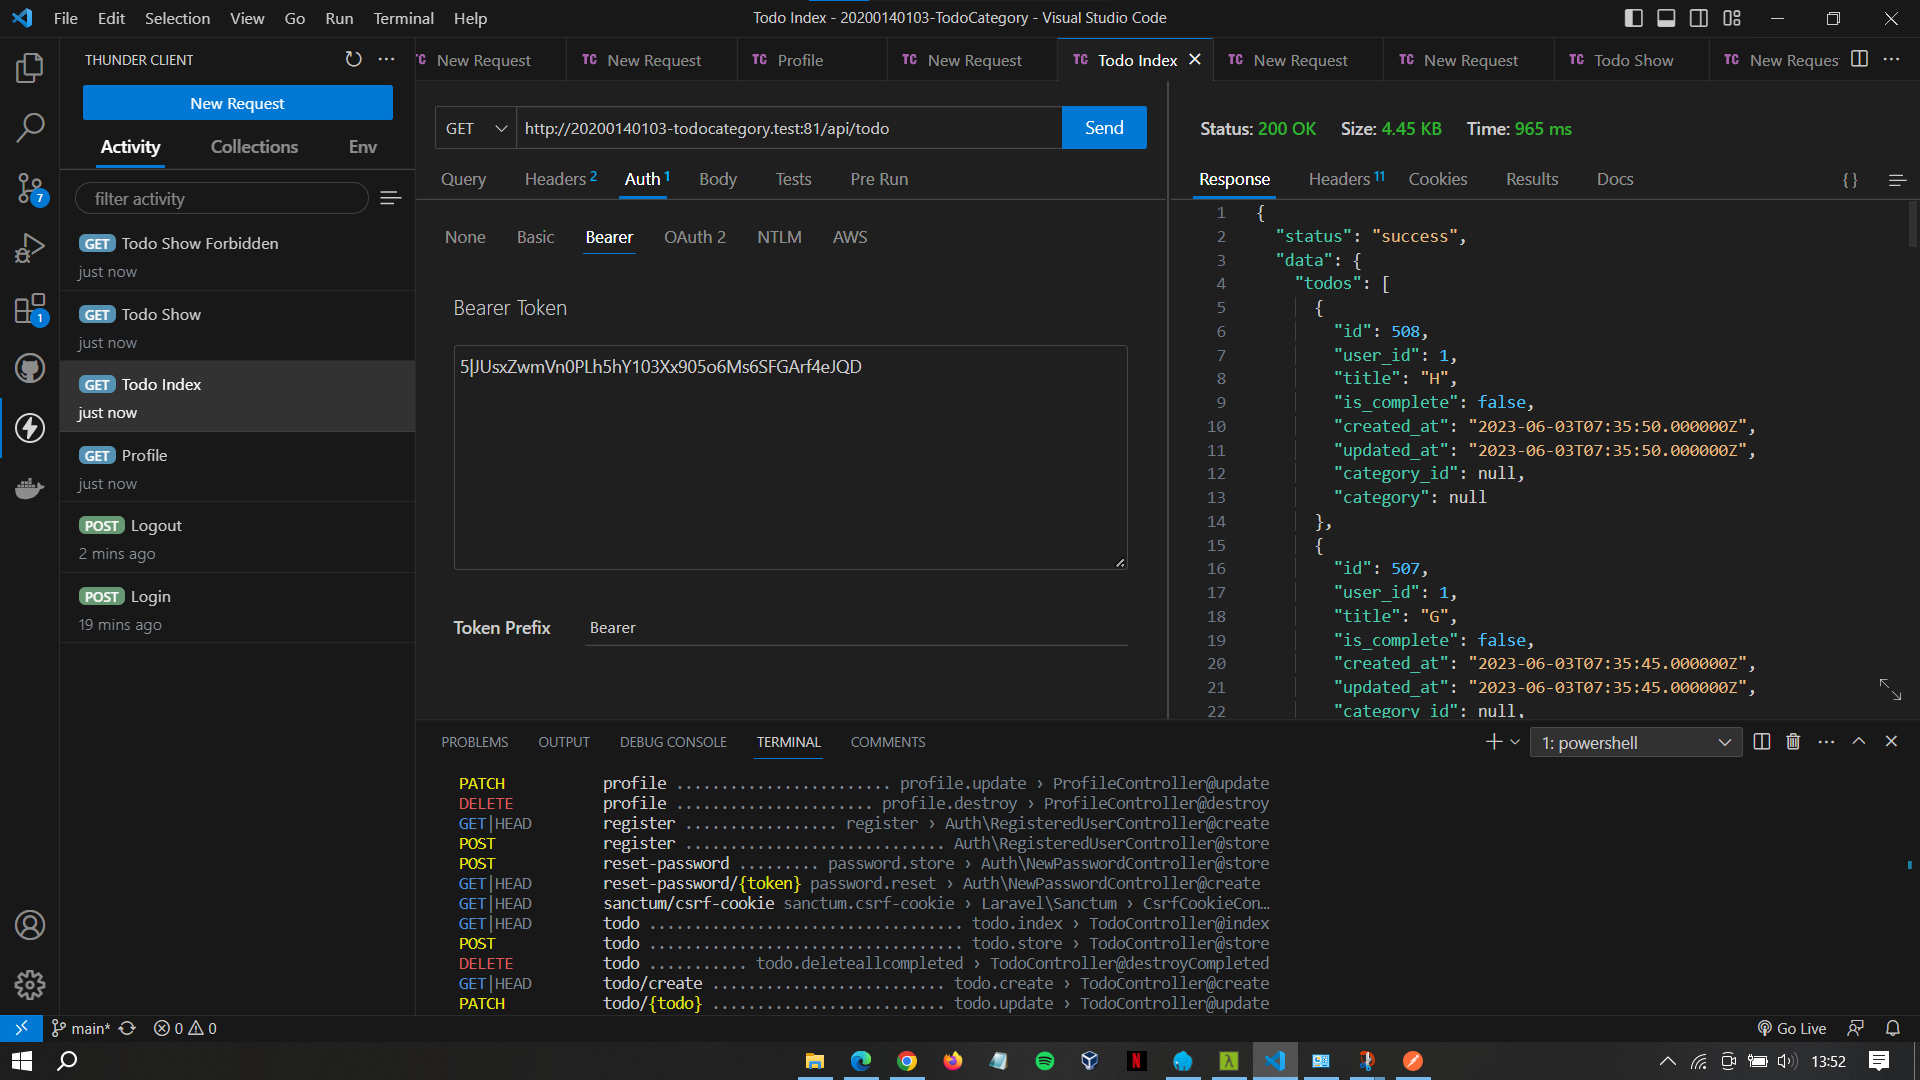 File Edit Selection View Go Run Terminal Help
Todo Index - 20200140103-TodoCategory - Visual Studio Code
THUNDER CLIENT
New Request
Activity Collections Env
filter activity
GET Todo Show Forbidden
just now
GET Todo Show
just now
GET Todo Index
just now
GET Profile
just now
POST Logout
2 mins ago
POST Login
19 mins ago
7
1
TC New Request
TC New Request
TC Profile
TC New Request
TC Todo Index
TC New Request
TC New Request
TC Todo Show
TC New Reques
GET http://20200140103-todocategory.test:81/api/todo Send
Query Headers 2 Auth 1 Body Tests Pre Run
None Basic Bearer OAuth 2 NTLM AWS
Bearer Token
5|JUsxZwmVn0PLh5hY103Xx905o6Ms6SFGArf4eJQD
Token Prefix Bearer
Status: 200 OK Size: 4.45 KB Time: 965 ms
Response Headers 11 Cookies Results Docs {}
1 {
2 "status": "success",
3 "data": {
4 "todos": [
5 {
6 "id": 508,
7 "user_id": 1,
8 "title": "H",
9 "is_complete": false,
10 "created_at": "2023-06-03T07:35:50.000000Z",
11 "updated_at": "2023-06-03T07:35:50.000000Z",
12 "category_id": null,
13 "category": null
14 },
15 {
16 "id": 507,
17 "user_id": 1,
18 "title": "G",
19 "is_complete": false,
20 "created_at": "2023-06-03T07:35:45.000000Z",
21 "updated_at": "2023-06-03T07:35:45.000000Z",
22 "category_id": null,
PROBLEMS OUTPUT DEBUG CONSOLE TERMINAL COMMENTS
1: powershell
PATCH profile ........................ profile.update › ProfileController@update
DELETE profile ...................... profile.destroy › ProfileController@destroy
GET|HEAD register ................. register › Auth\RegisteredUserController@create
POST register ............................. Auth\RegisteredUserController@store
POST reset-password ......... password.store › Auth\NewPasswordController@store
GET|HEAD reset-password/{token} password.reset › Auth\NewPasswordController@create
GET|HEAD sanctum/csrf-cookie sanctum.csrf-cookie › Laravel\Sanctum › CsrfCookieCon…
GET|HEAD todo ................................... todo.index › TodoController@index
POST todo ................................... todo.store › TodoController@store
DELETE todo ........... todo.deleteallcompleted › TodoController@destroyCompleted
GET|HEAD todo/create .......................... todo.create › TodoController@create
PATCH todo/{todo} .......................... todo.update › TodoController@update
main* 0 0
Go Live
13:52